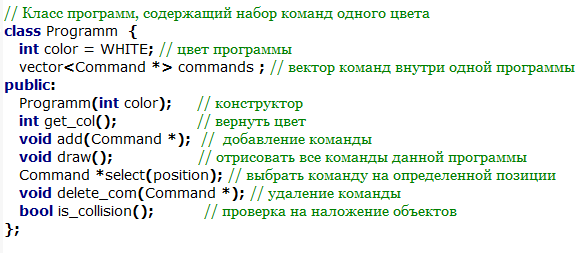 // Класс программ, содержащий набор команд одного цвета
class Programm  {
int color = WHITE; // цвет программы
vector<Command *> commands ; // вектор команд внутри одной программы
public:
Programm(int color);   // конструктор
int get_col();   // вернуть цвет
void add(Command *);  //  добавление команды
void draw();   // отрисовать все команды данной программы
Command *select(position); // выбрать команду на определенной позиции
void delete_com(Command *); // удаление команды
bool is_collision();   // проверка на наложение объектов
};